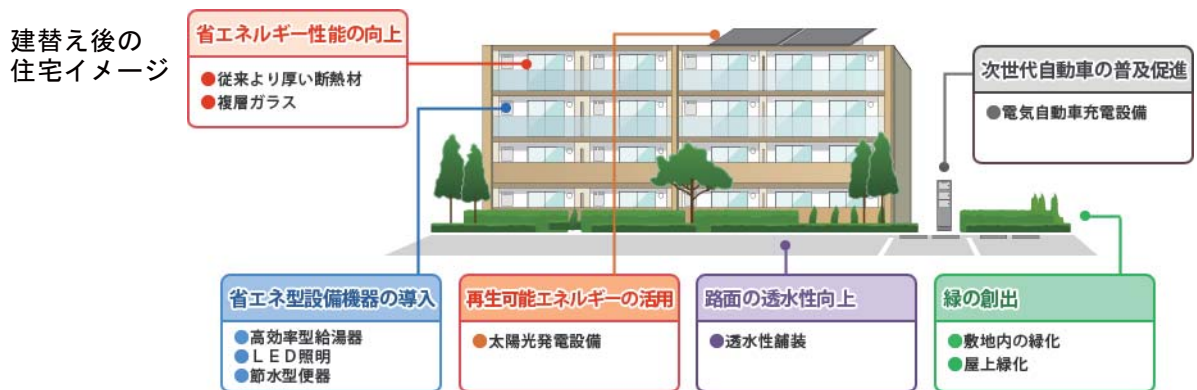 建替え後の
住宅イメージ
省エネルギー性能の向上
●従来より厚い断熱材
●複層ガラス
次世代自動車の普及促進
●電気自動車充電設備
省エネ型設備機器の導入
●高効率型給湯器
●ＬＥＤ照明
●節水型便器
再生可能エネルギーの活用
●太陽光発電設備
路面の透水性向上
●透水性舗装
緑の創出
●敷地内の緑化
●屋上緑化